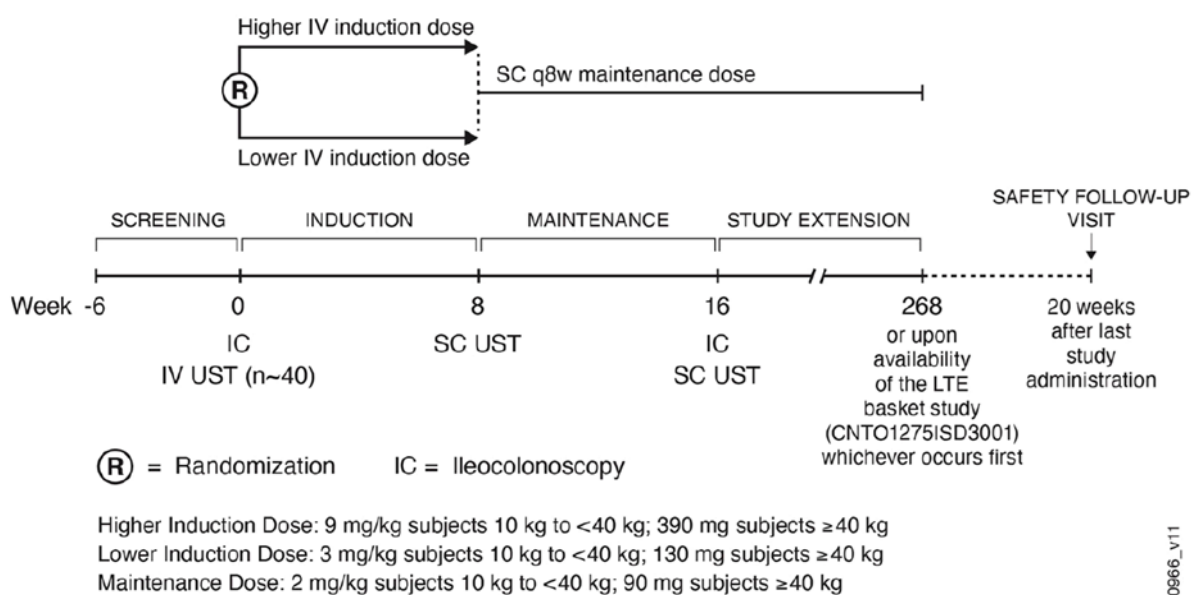 Higher IV induction dose
SC q8w maintenance dose
R
Lower IV induction dose
SAFETY FOLLOW-UP
VISIT
SCREENING INDUCTION MAINTENANCE STUDY EXTENSION
Week -6 0 8 16 268 20 weeks
after last
study
administration
IC
IV UST (n~40)
SC UST
IC
SC UST
or upon
availability
of the LTE
basket study
(CNTO1275ISD3001)
whichever occurs first
R = Randomization IC = Ileocolonoscopy
Higher Induction Dose: 9 mg/kg subjects 10 kg to <40 kg; 390 mg subjects ≥40 kg
Lower Induction Dose: 3 mg/kg subjects 10 kg to <40 kg; 130 mg subjects ≥40 kg
Maintenance Dose: 2 mg/kg subjects 10 kg to <40 kg; 90 mg subjects ≥40 kg
0966_v11